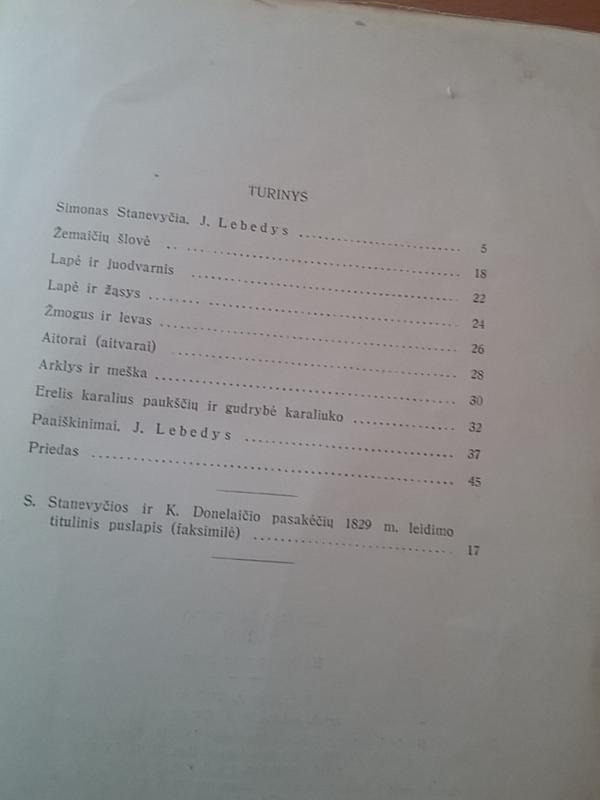 TURINYS
Simonas Stanevyčia. J. Lebedys 5
Žemaičių šlovė 18
Lapė ir juodvarnis 22
Lapė ir žąsys 24
Žmogus ir levas 26
Aitorai (aitvarai) 28
Arklys ir meška 30
Erelis karalius paukščių ir gudrybė karaliuko 32
Paaiškinimai. J. Lebedys 37
Priedas 45
S. Stanevyčios ir K. Donelaičio pasakėčių 1829 m. leidimo
titulinis puslapis (faksimilė) 17